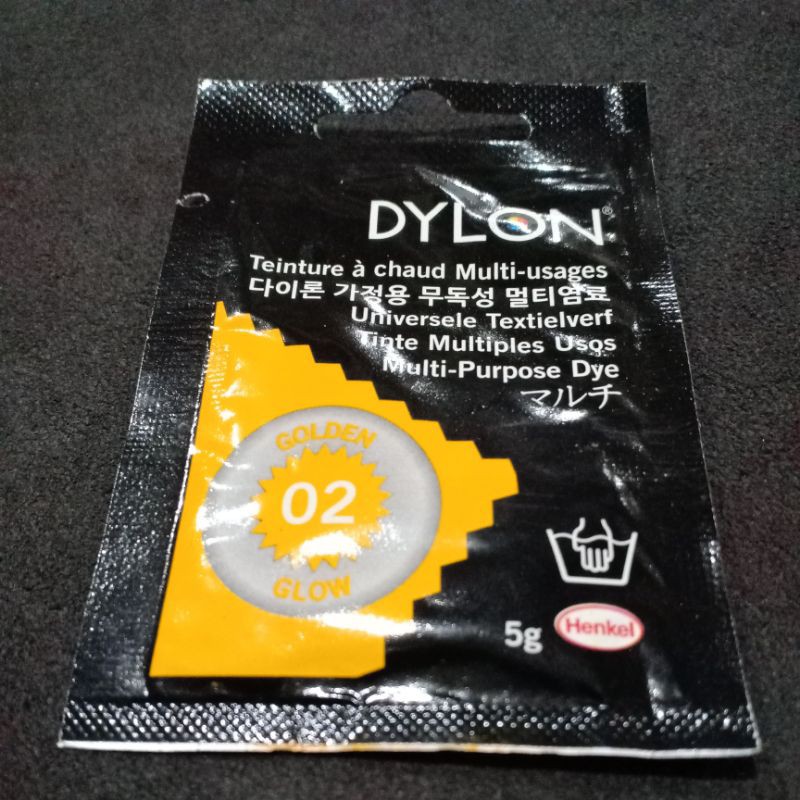 DYLON®
Teinture à chaud Multi-usages
다이론 가정용 무독성 멀티염료
Universele Textielverf
Tinte Multiples Usos
Multi-Purpose Dye
マルチ
GOLDEN
02
GLOW
5g
Henkel